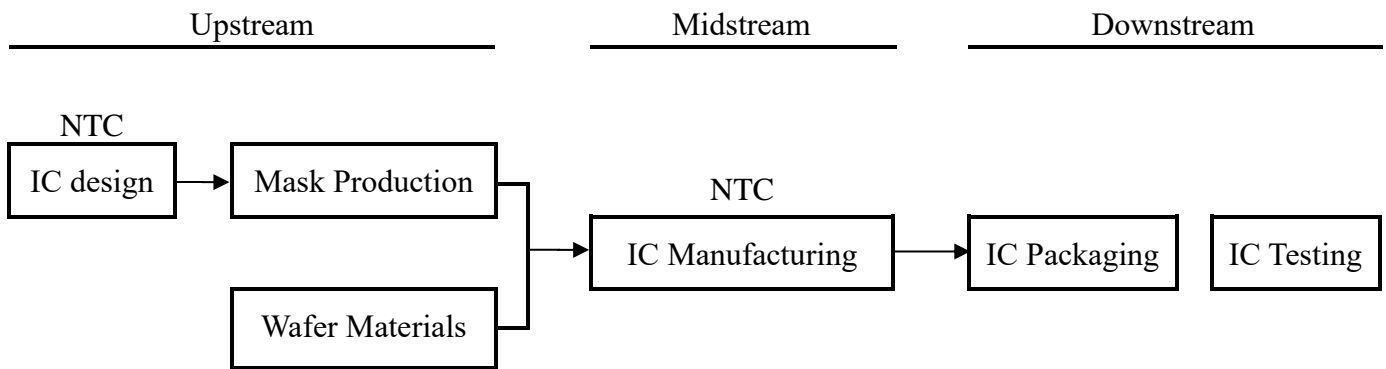 Upstream
Midstream
Downstream
NTC
IC design
Mask Production
NTC
IC Manufacturing
IC Packaging
IC Testing
Wafer Materials